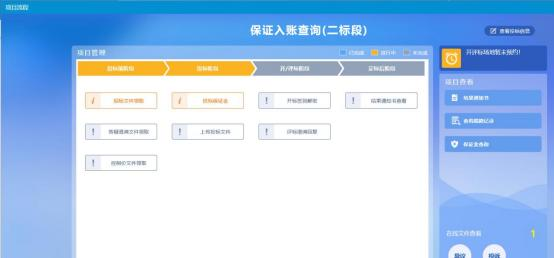 项目流程
保证入账查询(二标段)
查看招标信息
项目管理
已完成
进行中
未完成
招标前阶段
投标阶段
开/评标阶段
定标后阶段
招标文件领取
投标保证金
开标签到解密
结果通知书查看
答疑澄清文件领取
上传投标文件
评标澄清回复
控制价文件领取
开评标场地暂未预约!
项目查看
结果通知书
查看踏勘记录
保证金查询
在线文件查看
1
异议
投诉